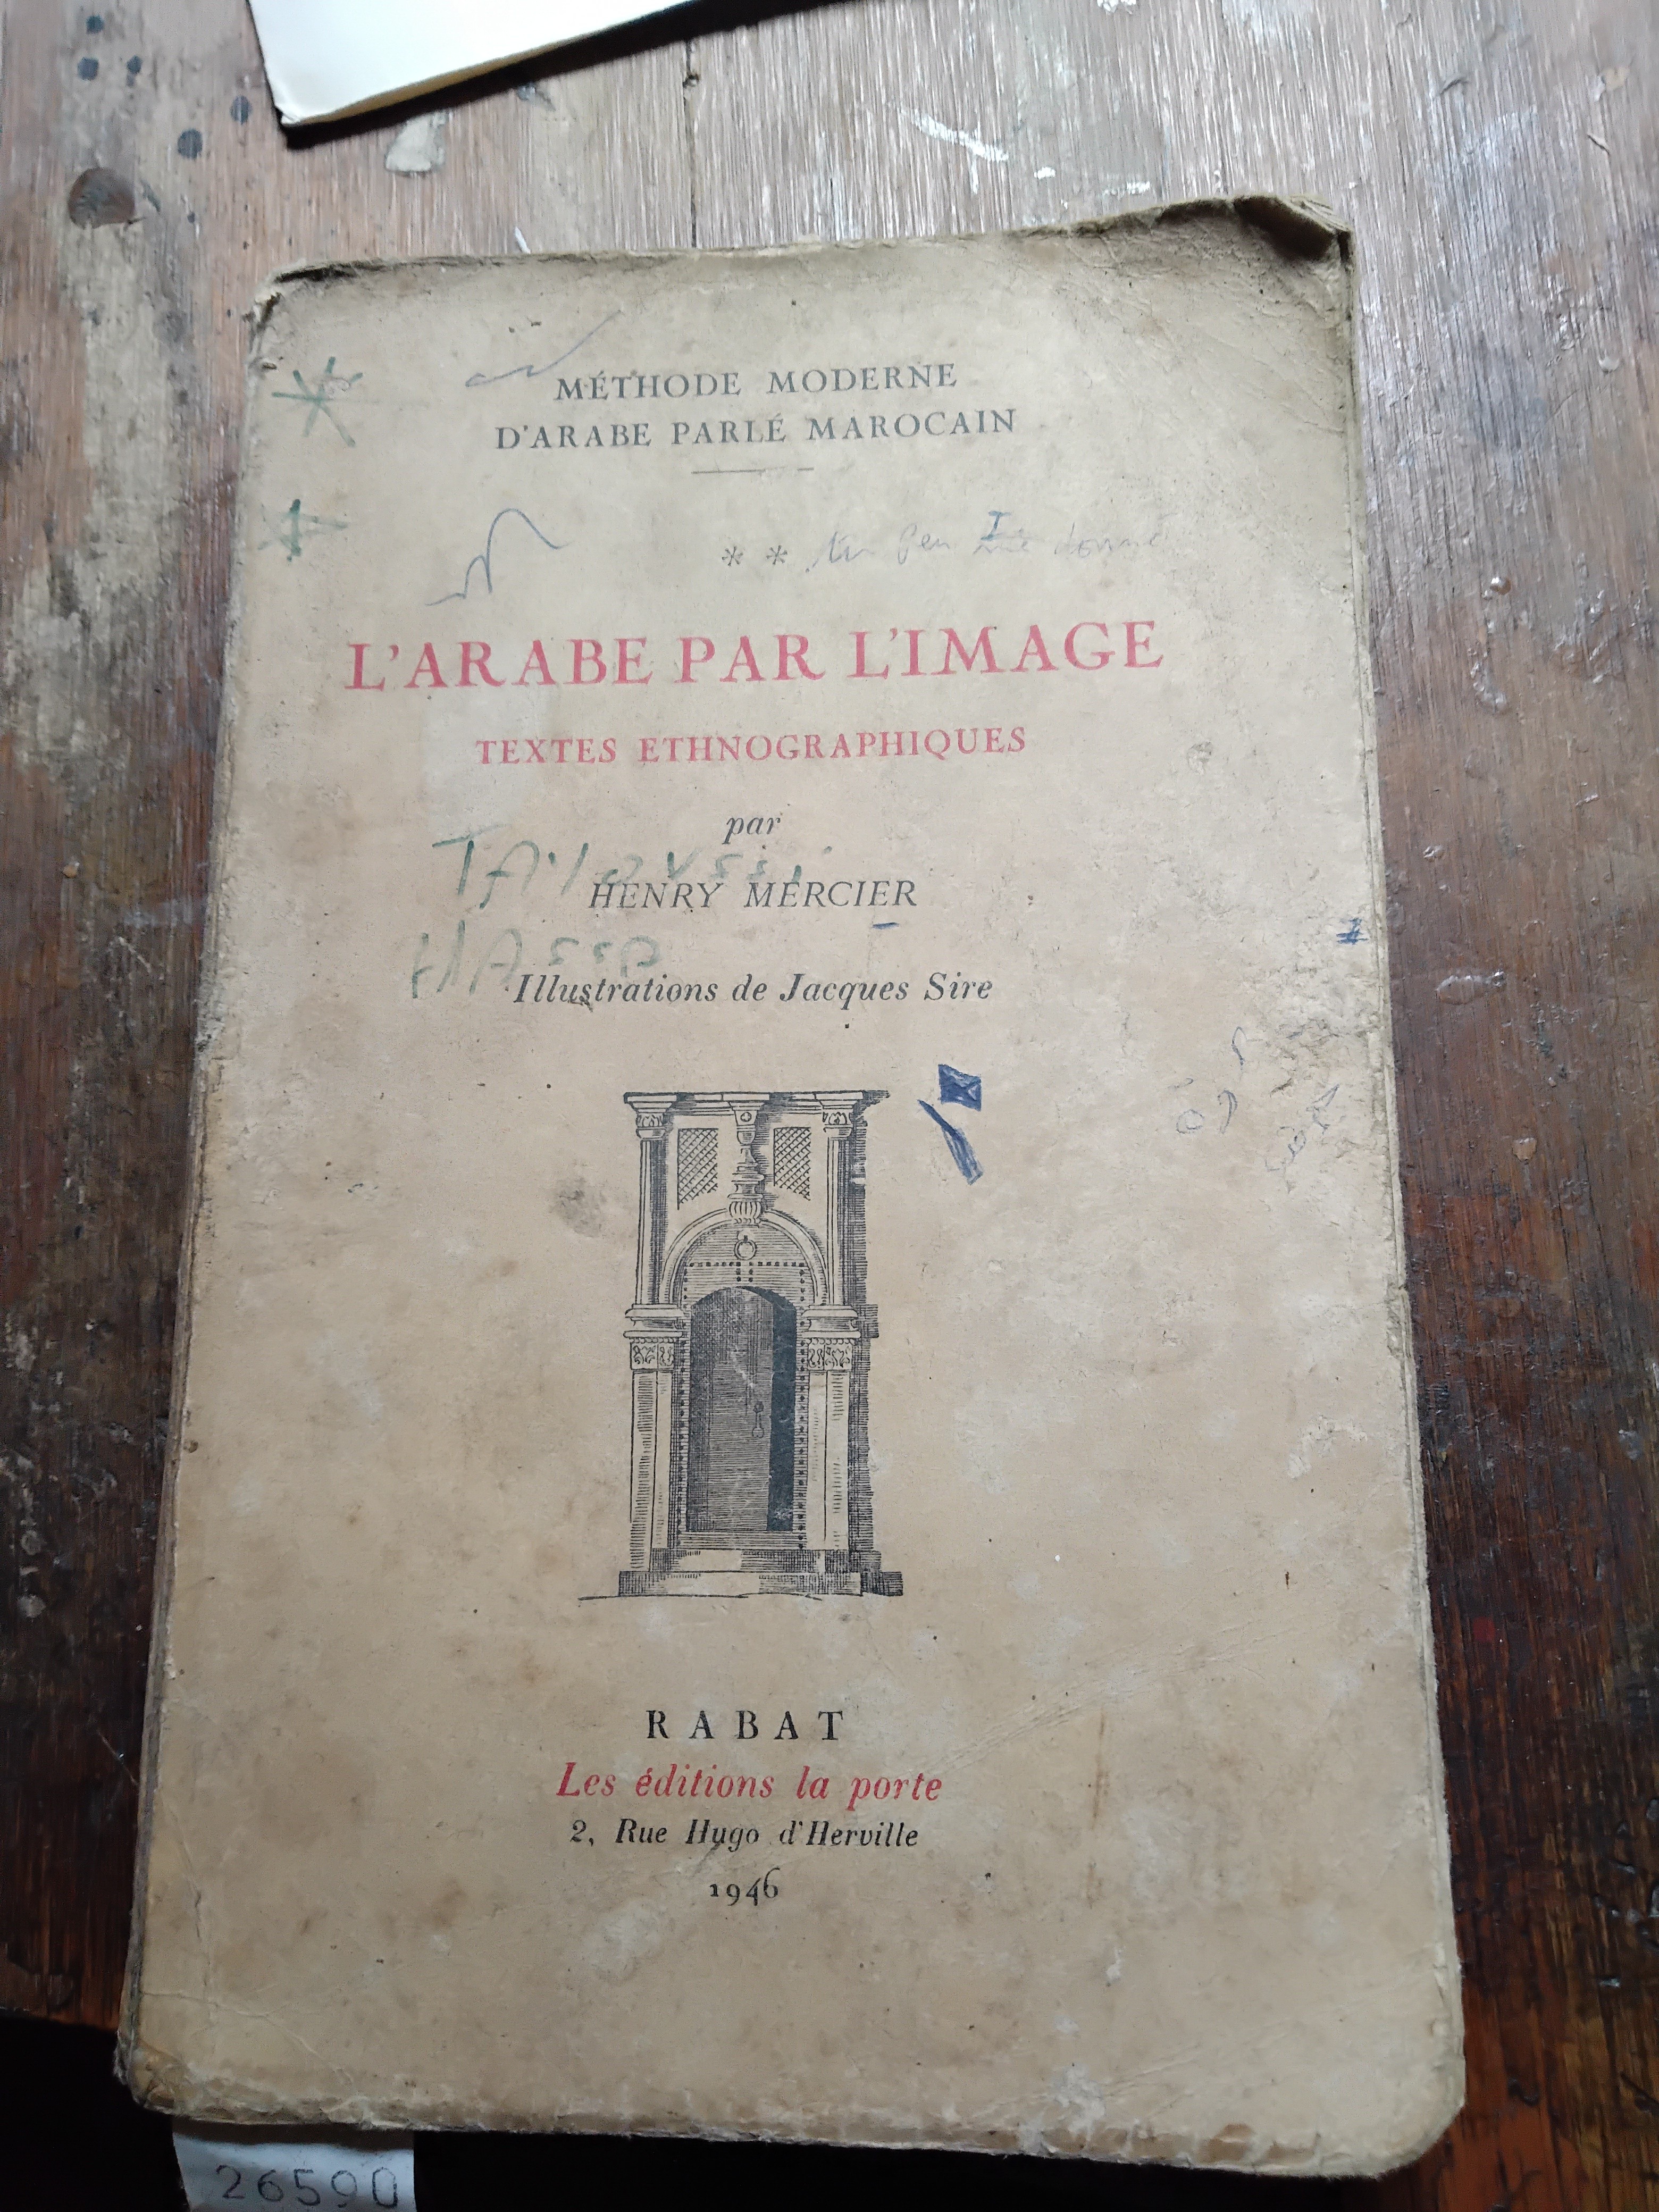 MÉTHODE MODERNE
D'ARABE PARLÉ MAROCAIN
* *
L'ARABE PAR L'IMAGE
TEXTES ETHNOGRAPHIQUES
par
HENRY MERCIER
Illustrations de Jacques Sire
RABAT
Les éditions la porte
2, Rue Hugo d'Herville
1946
26590